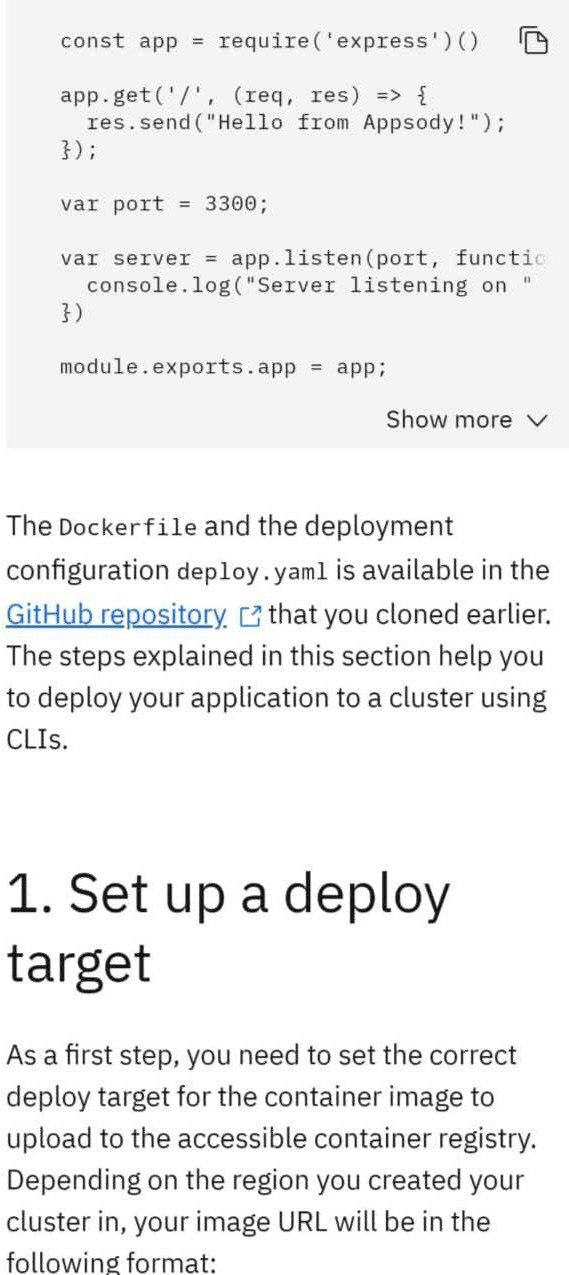 const app = require('express')()
app.get('/', (req, res) => {
  res.send("Hello from Appsody!");
});
var port = 3300;
var server = app.listen(port, functio
  console.log("Server listening on "
})
module.exports.app = app;
Show more
The Dockerfile and the deployment
configuration deploy.yaml is available in the
GitHub repository that you cloned earlier.
The steps explained in this section help you
to deploy your application to a cluster using
CLIs.
1. Set up a deploy
target
As a first step, you need to set the correct
deploy target for the container image to
upload to the accessible container registry.
Depending on the region you created your
cluster in, your image URL will be in the
following format: